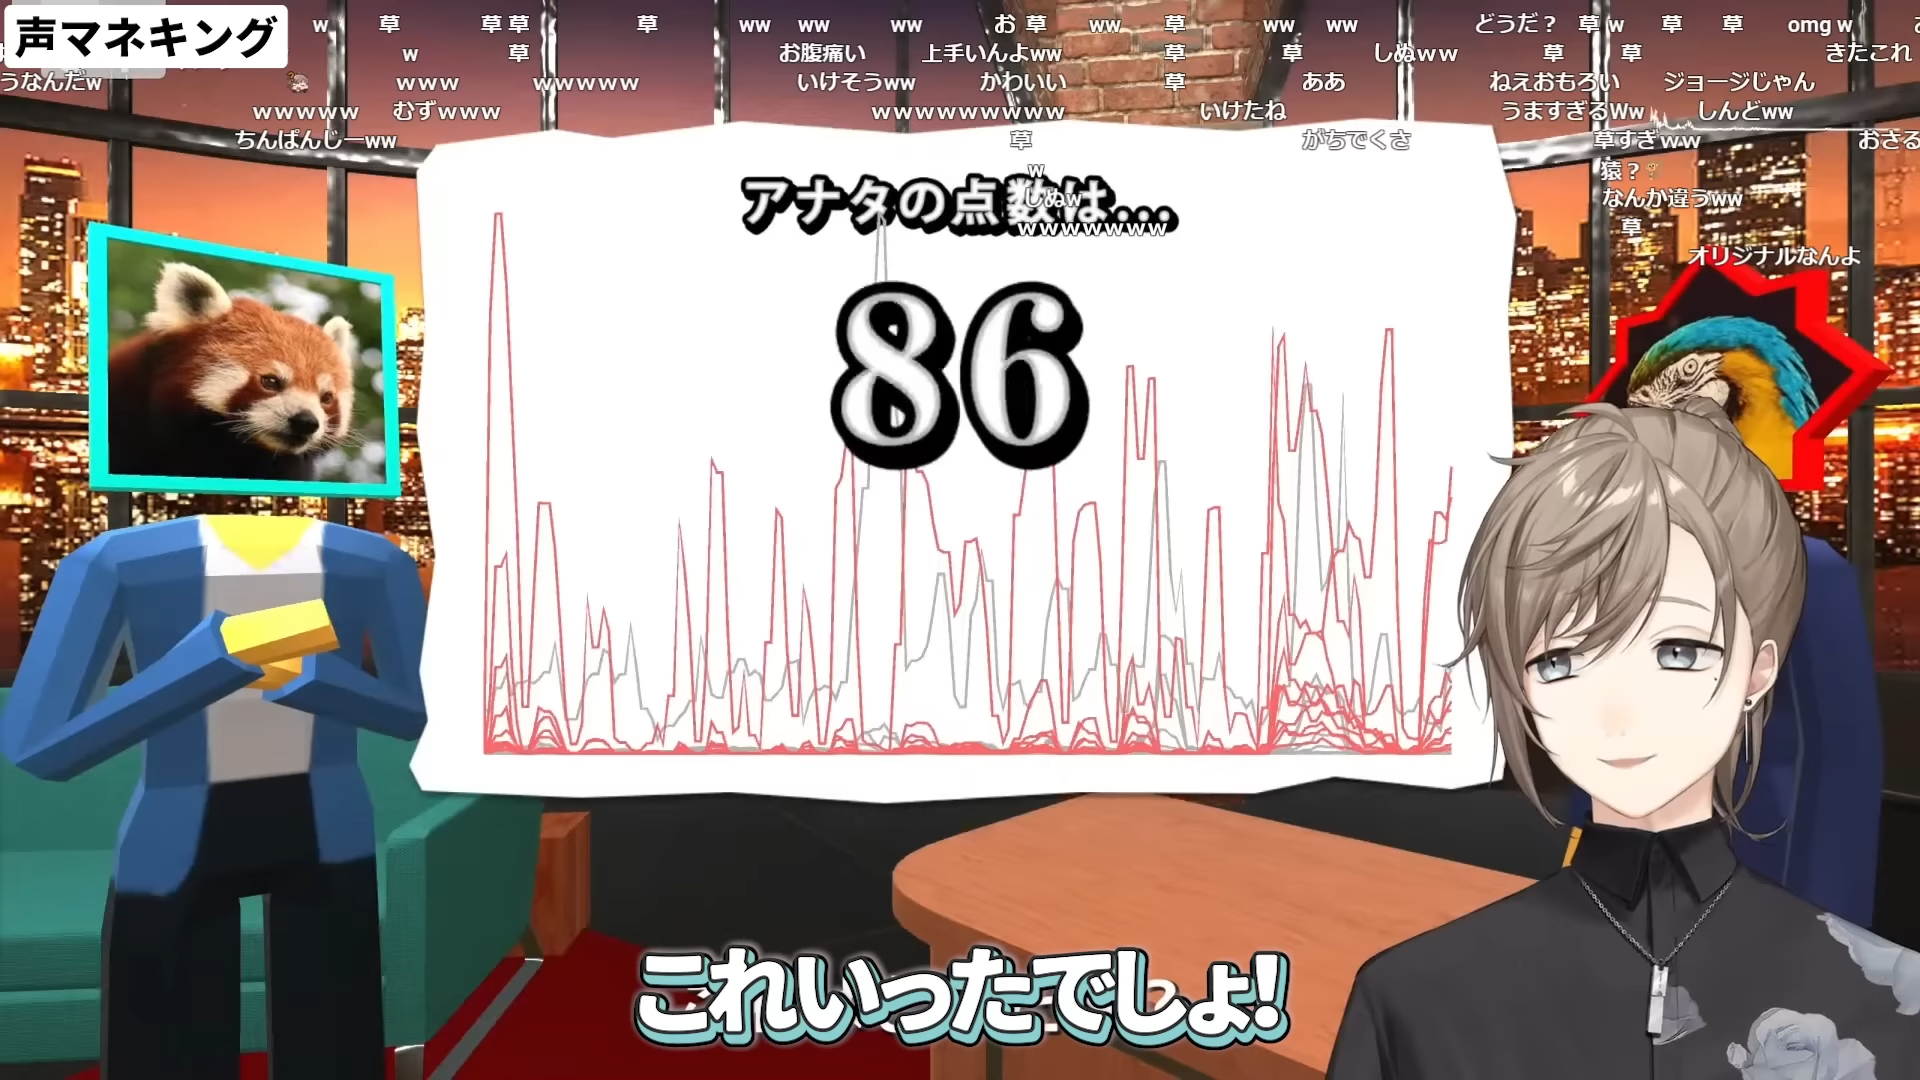 声マネキング
w 草 草草 草 ww ww ww お 草 ww 草 ww ww どうだ？ 草w 草 草 omg w
w 草 お腹痛い 上手いんよww 草 草 しぬｗｗ 草 草 きたこれ
うなんだw ｗｗｗ ｗｗｗｗｗ いけそうww かわいい 草 ああ ねえおもろい ジョージじゃん
ｗｗｗｗｗ むずｗｗｗ ｗｗｗｗｗｗｗｗｗ いけたね うますぎるWw しんどww
ちんぱんじーww 草 がちでくさ 草すぎｗｗ おさる
w 猿？
しぬw なんか違うww
ｗｗｗｗｗｗｗ 草
オリジナルなんよ
アナタの点数は...
86
これいったでしょ!